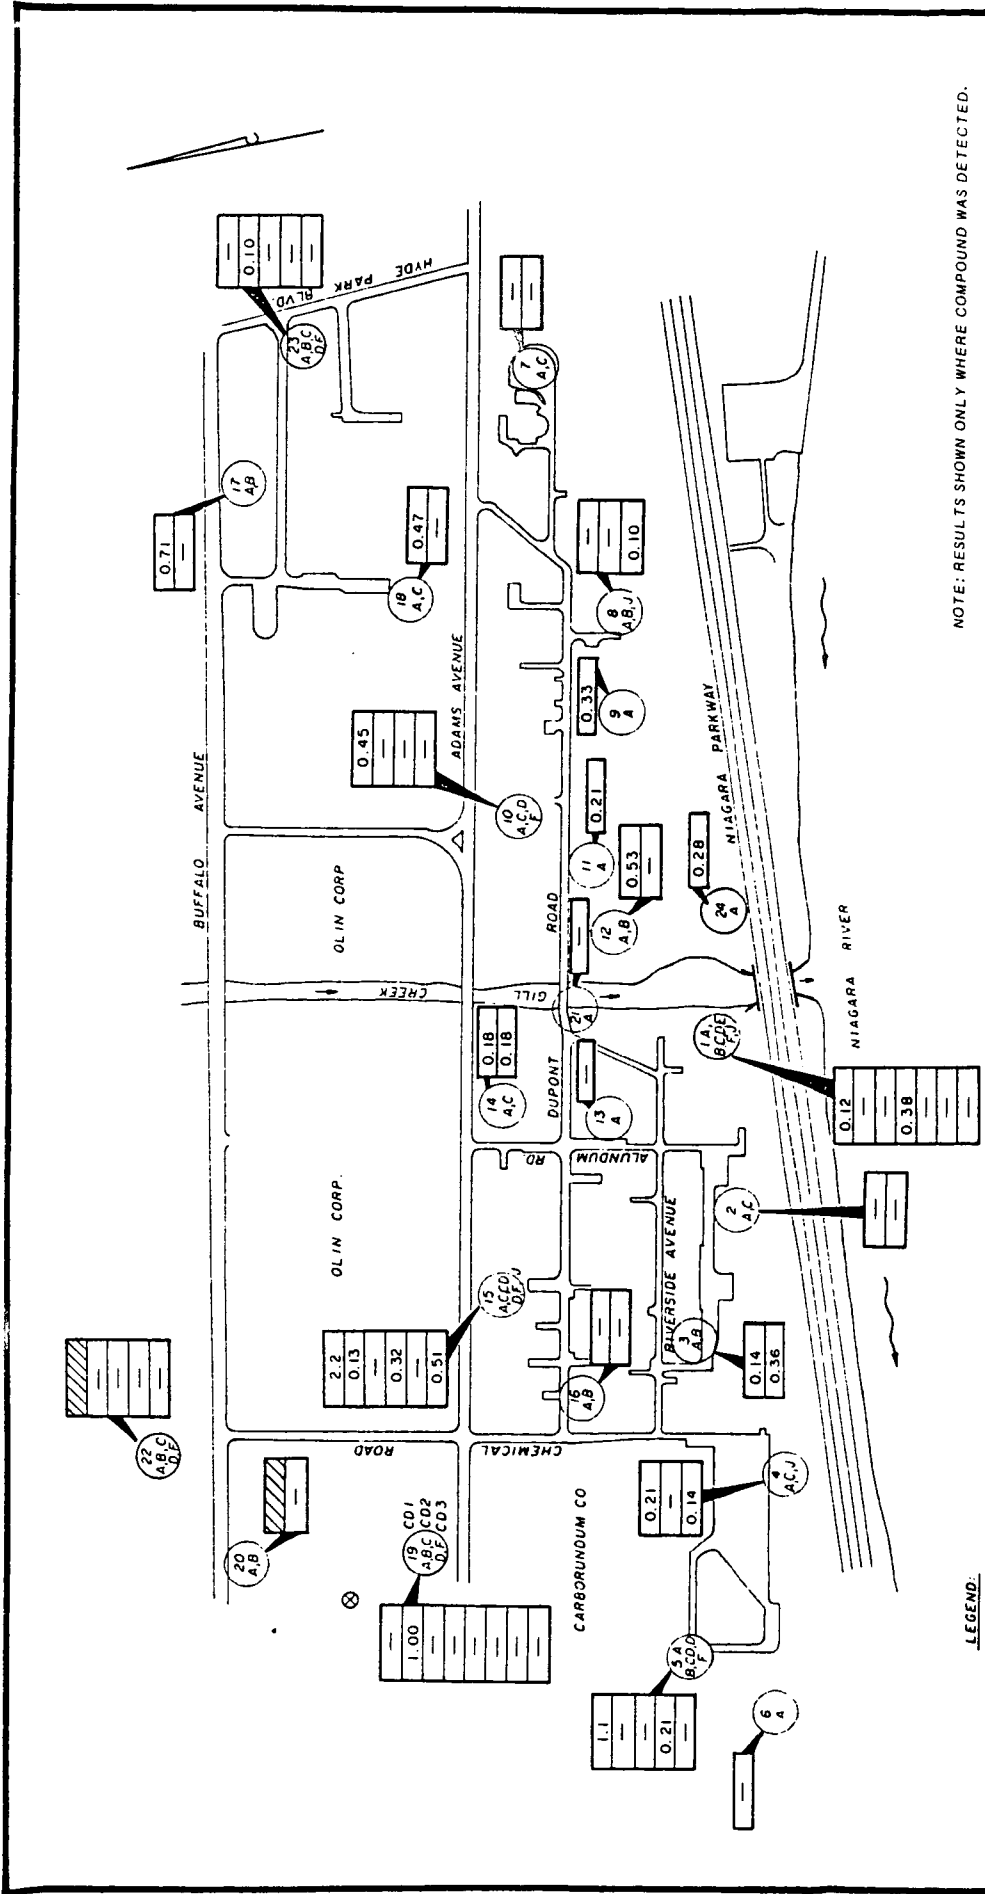 NOTE: RESULTS SHOWN ONLY WHERE COMPOUND WAS DETECTED.
LEGEND:
BUFFALO AVENUE
ADAMS AVENUE
HYDE PARK BLVD.
OLIN CORP
OLIN CORP.
GILL CREEK
DUPONT ROAD
ALUNDUM RD.
RIVERSIDE AVENUE
CHEMICAL ROAD
CARBORUNDUM CO
NIAGARA PARKWAY
NIAGARA RIVER
22
A,B,C
D,F
—
—
—
—
20
A,B
—
19
A,B,C
D,F
CD1
CD2
CD3
—
1.00
—
—
—
—
—
—
5 A
B,CD,D
F
1.1
—
—
0.21
—
6
A
—
4
A,C,J
0.21
—
0.14
3
A,B
0.14
0.36
16
A,B
—
—
15
2.2
0.13
—
0.32
—
0.51
2
A,C
—
—
14
A,C
0.18
0.18
13
A
—
1A,
0.12
—
—
0.38
—
—
—
21
A
—
12
A,B
0.53
—
24
A
0.28
11
A
0.21
10
A,C,D
F
0.45
—
—
—
9
A
0.33
8
A,B,J
—
—
0.10
18
A,C
0.47
—
17
A,B
0.71
—
7
A,C
—
—
23
A,B,C
D,F
—
0.10
—
—
—